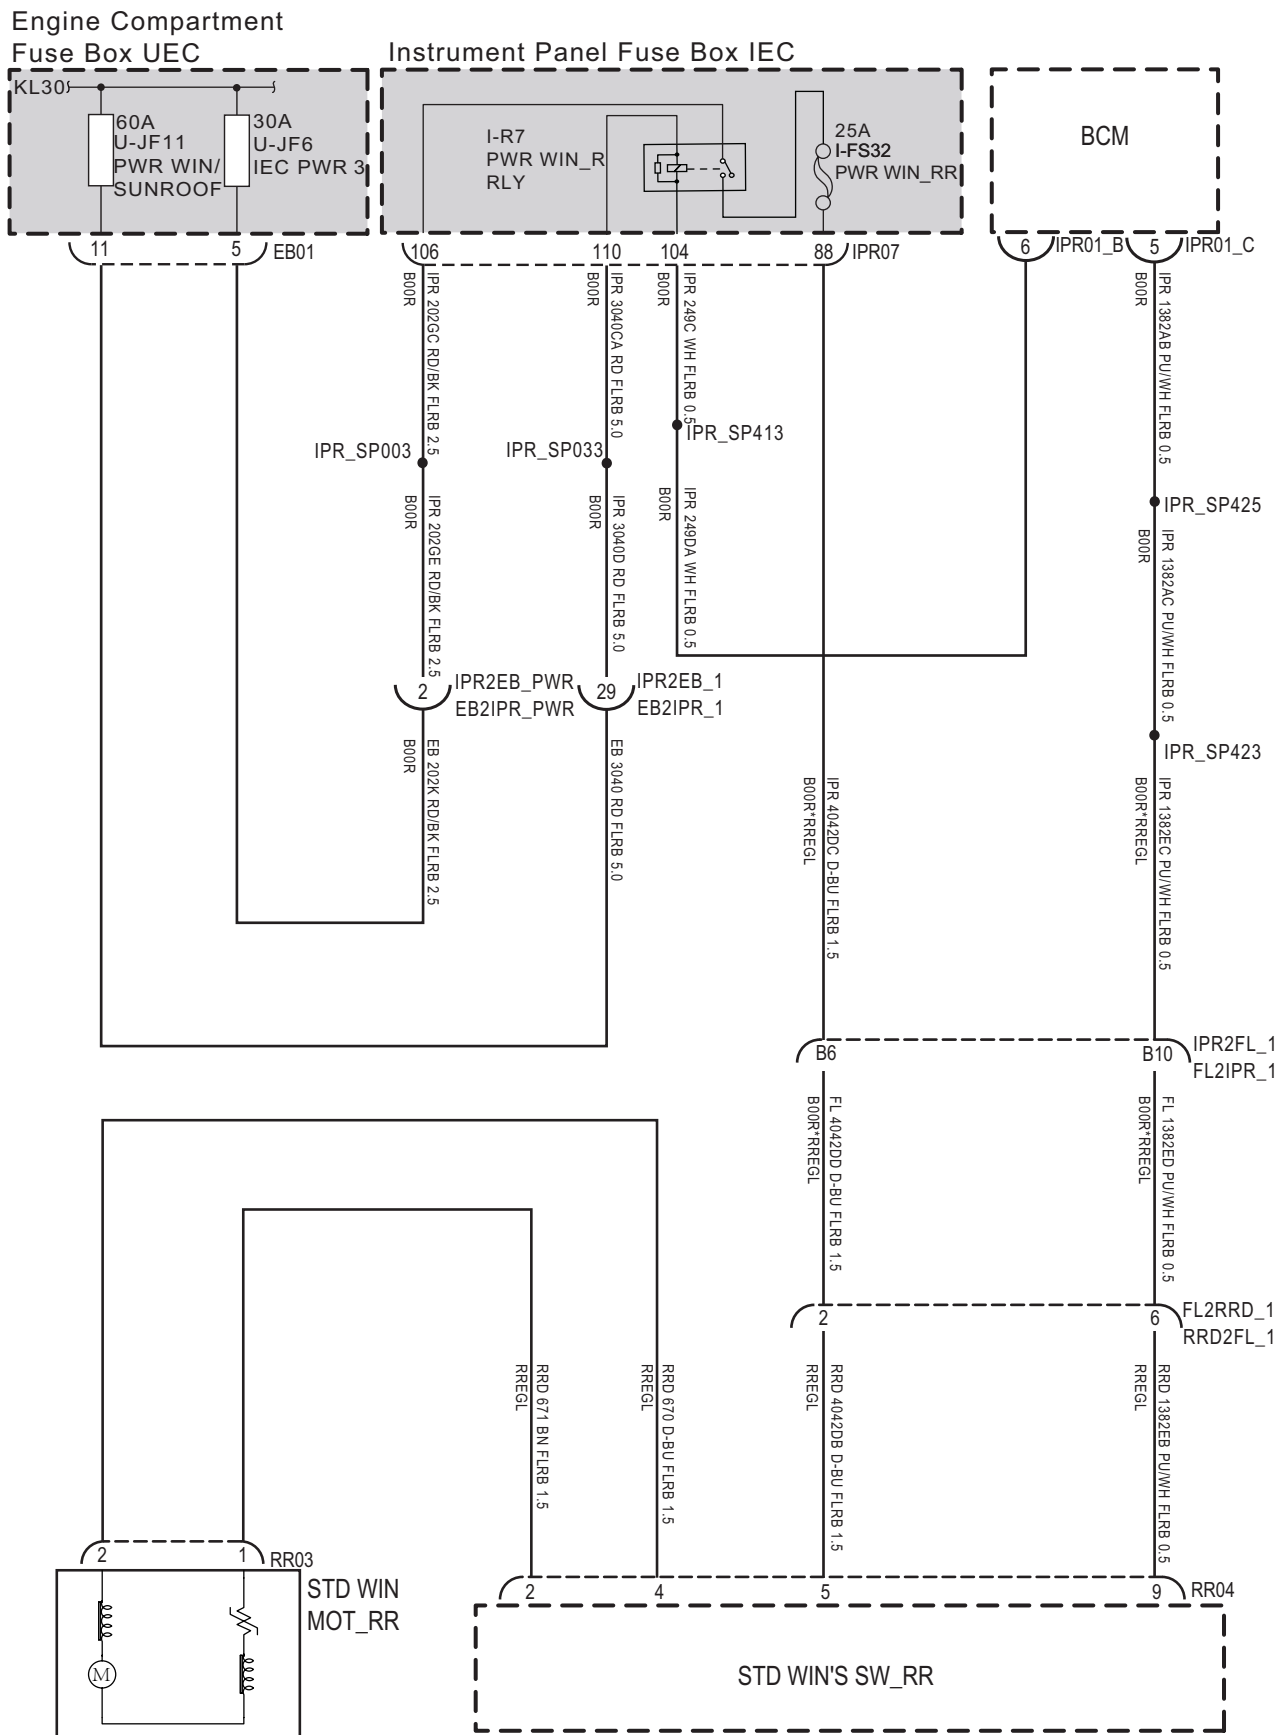 Engine Compartment
Fuse Box UEC
Instrument Panel Fuse Box IEC
KL30
60A
U-JF11
PWR WIN/
SUNROOF
30A
U-JF6
IEC PWR 3
I-R7
PWR WIN_R
RLY
25A
I-FS32
PWR WIN_RR
BCM
11
5
EB01
106
110
104
88
IPR07
6
IPR01_B
5
IPR01_C
B00R
IPR 202GC RD/BK FLRB 2.5
B00R
IPR 3040CA RD FLRB 5.0
B00R
IPR 249C WH FLRB 0.5
B00R
IPR 1382AB PU/WH FLRB 0.5
IPR_SP003
IPR_SP033
IPR_SP413
IPR_SP425
B00R
IPR 202GE RD/BK FLRB 2.5
B00R
IPR 3040D RD FLRB 5.0
B00R
IPR 249DA WH FLRB 0.5
B00R
IPR 1382AC PU/WH FLRB 0.5
2
IPR2EB_PWR
EB2IPR_PWR
29
IPR2EB_1
EB2IPR_1
IPR_SP423
B00R
EB 202K RD/BK FLRB 2.5
EB 3040 RD FLRB 5.0
B00R*RREGL
IPR 4042DC D-BU FLRB 1.5
B00R*RREGL
IPR 1382EC PU/WH FLRB 0.5
B6
B10
IPR2FL_1
FL2IPR_1
B00R*RREGL
FL 4042DD D-BU FLRB 1.5
B00R*RREGL
FL 1382ED PU/WH FLRB 0.5
2
6
FL2RRD_1
RRD2FL_1
RREGL
RRD 671 BN FLRB 1.5
RREGL
RRD 670 D-BU FLRB 1.5
RREGL
RRD 4042DB D-BU FLRB 1.5
RREGL
RRD 1382EB PU/WH FLRB 0.5
2
1
RR03
STD WIN
MOT_RR
M
2
4
5
9
RR04
STD WIN'S SW_RR